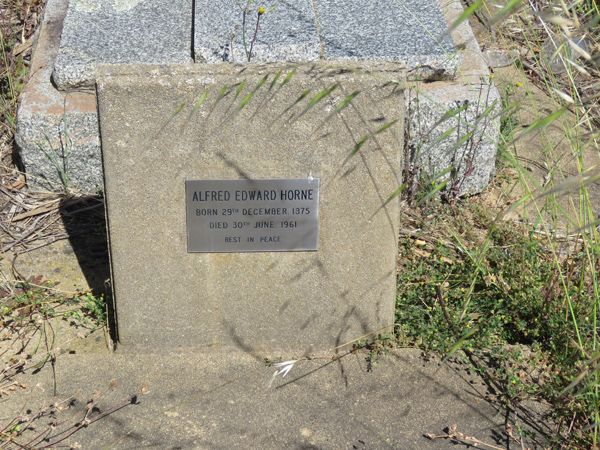 ALFRED EDWARD HORNE
BORN 29TH DECEMBER 1875
DIED 30TH JUNE 1961
REST IN PEACE